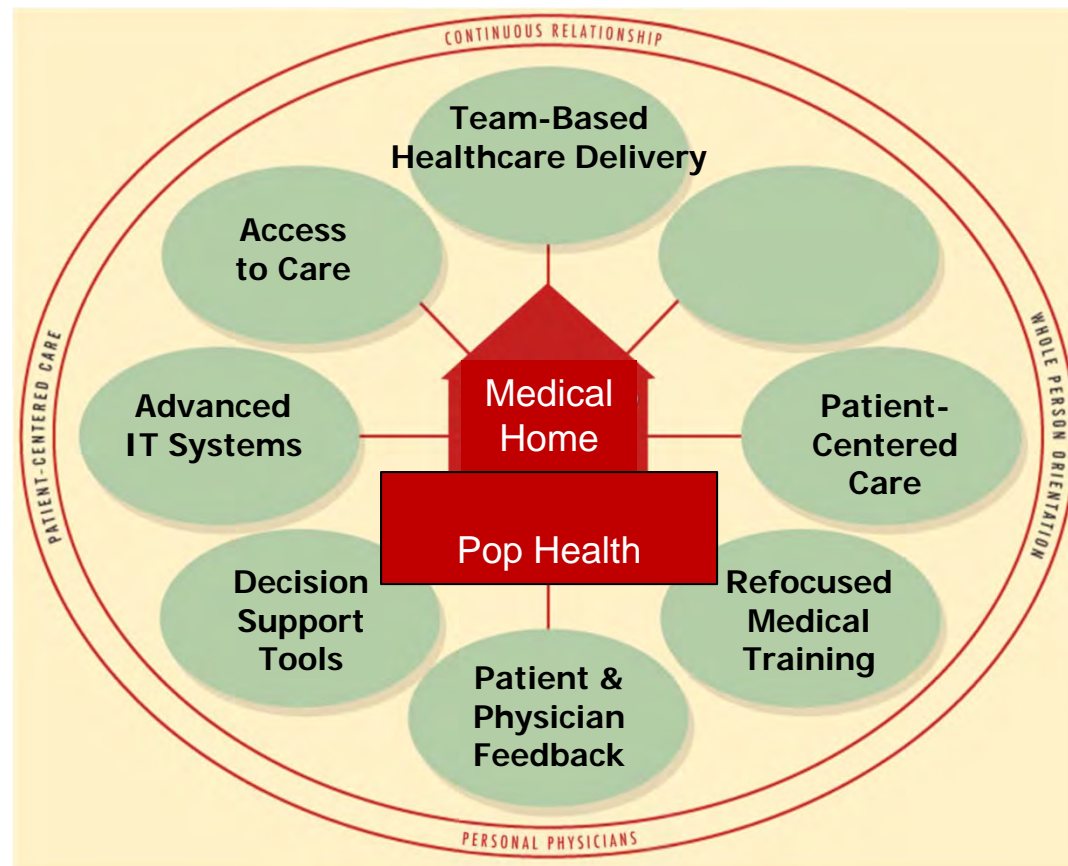 CONTINUOUS RELATIONSHIP
Team-Based
Healthcare Delivery
Access
to Care
Advanced
IT Systems
Medical
Home
Patient-
Centered
Care
PATIENT-CENTERED CARE
WHOLE PERSON ORIENTATION
Pop Health
Decision
Support
Tools
Refocused
Medical
Training
Patient &
Physician
Feedback
PERSONAL PHYSICIANS